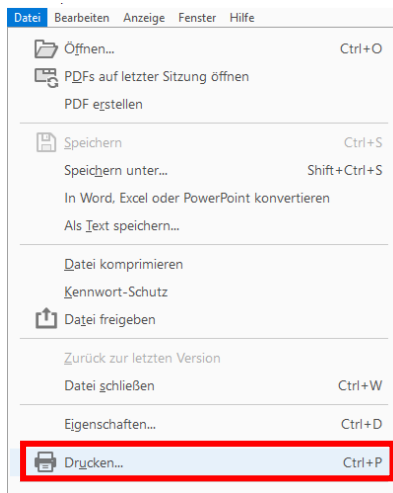 Datei Bearbeiten Anzeige Fenster Hilfe
Öffnen... Ctrl+O
PDFs auf letzter Sitzung öffnen
PDF erstellen
Speichern Ctrl+S
Speichern unter... Shift+Ctrl+S
In Word, Excel oder PowerPoint konvertieren
Als Text speichern...
Datei komprimieren
Kennwort-Schutz
Datei freigeben
Zurück zur letzten Version
Datei schließen Ctrl+W
Eigenschaften... Ctrl+D
Drucken... Ctrl+P